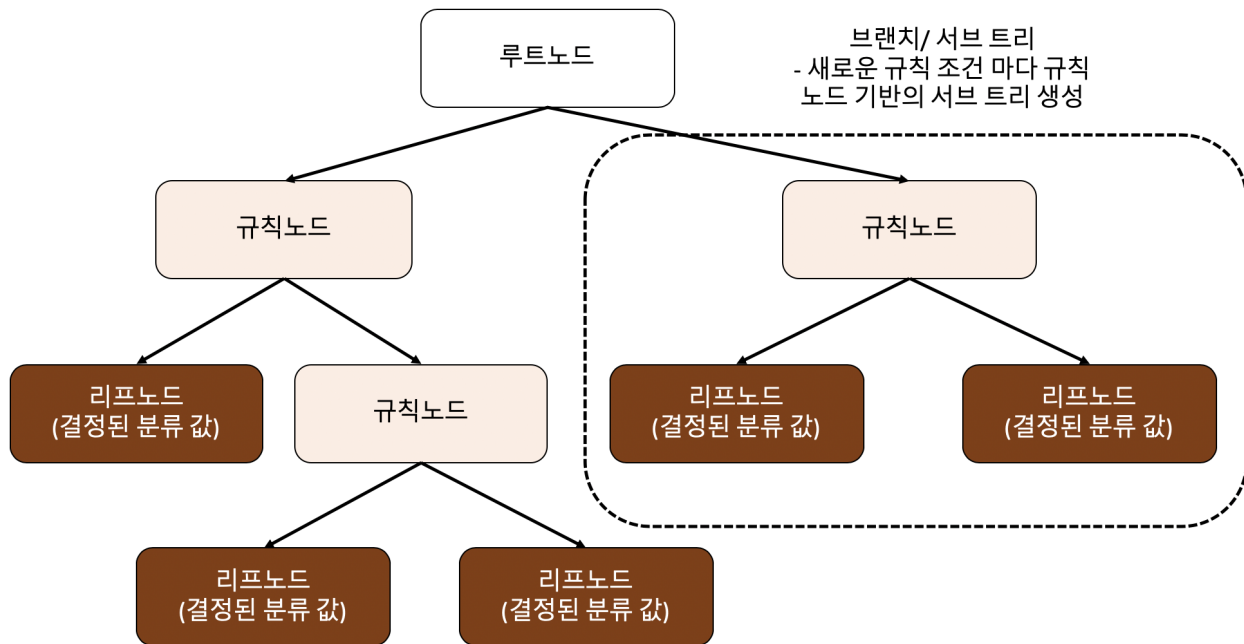 루트노드
브랜치/ 서브 트리
- 새로운 규칙 조건 마다 규칙
노드 기반의 서브 트리 생성
규칙노드
규칙노드
리프노드
(결정된 분류 값)
규칙노드
리프노드
(결정된 분류 값)
리프노드
(결정된 분류 값)
리프노드
(결정된 분류 값)
리프노드
(결정된 분류 값)